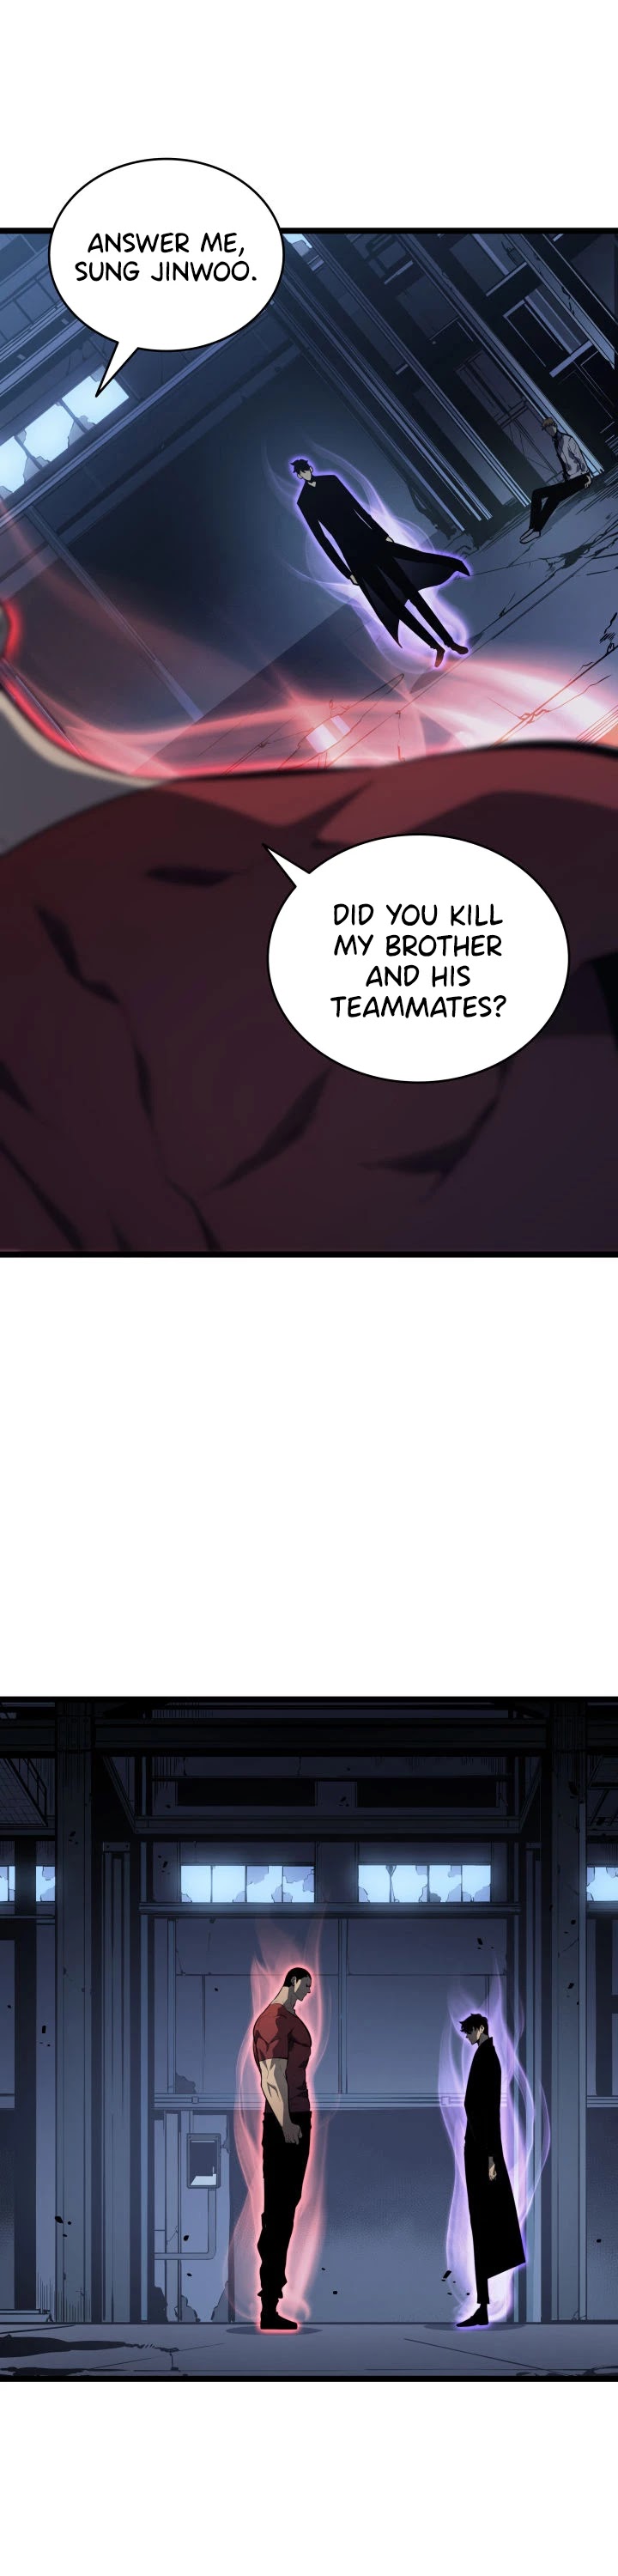 ANSWER ME,
SUNG JINWOO.
DID YOU KILL
MY BROTHER
AND HIS
TEAMMATES?